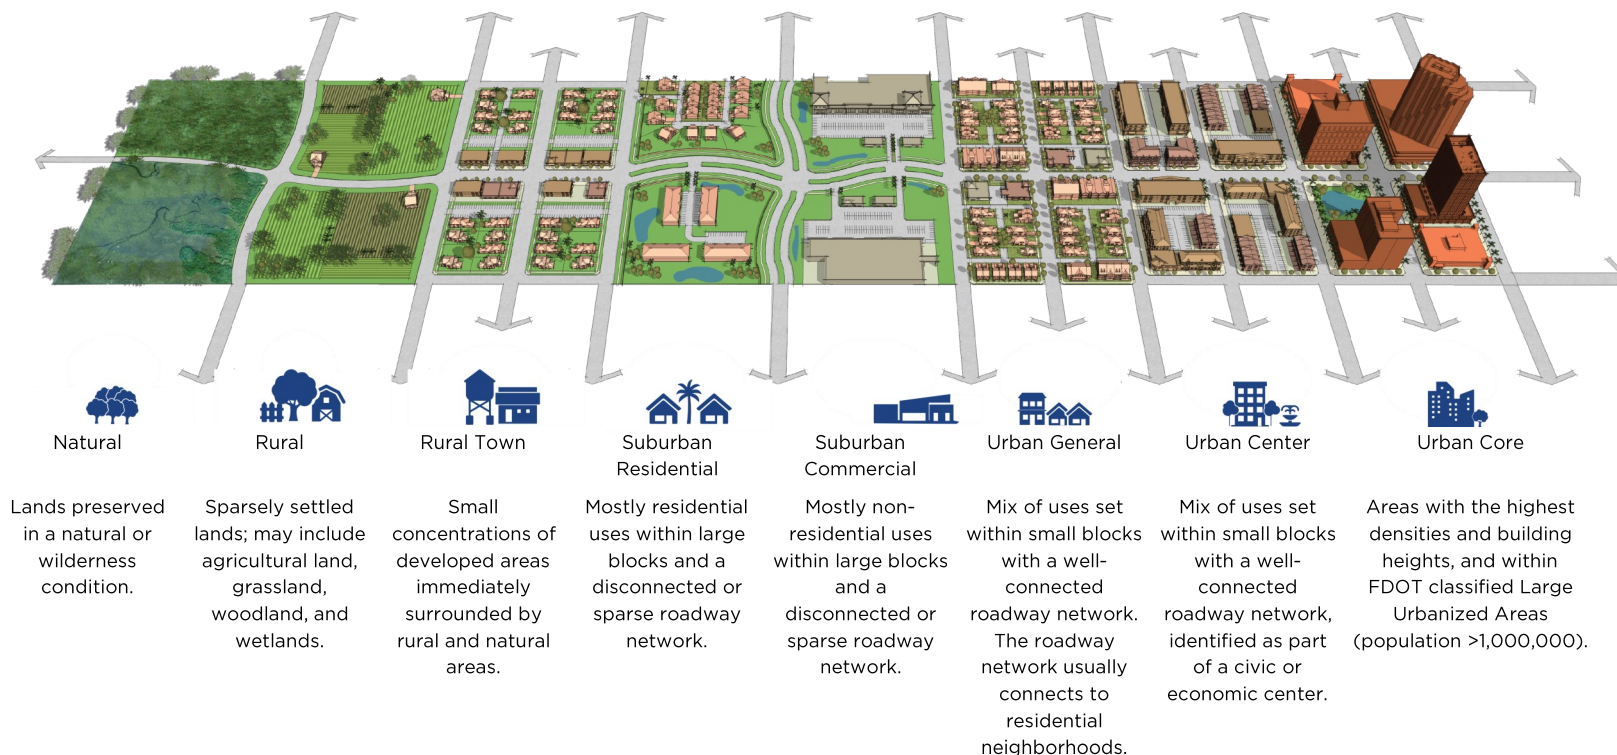 Natural
Lands preserved
in a natural or
wilderness
condition.
Rural
Sparsely settled
lands; may include
agricultural land,
grassland,
woodland, and
wetlands.
Rural Town
Small
concentrations of
developed areas
immediately
surrounded by
rural and natural
areas.
Suburban
Residential
Mostly residential
uses within large
blocks and a
disconnected or
sparse roadway
network.
Suburban
Commercial
Mostly non-
residential uses
within large blocks
and a
disconnected or
sparse roadway
network.
Urban General
Mix of uses set
within small blocks
with a well-
connected
roadway network.
The roadway
network usually
connects to
residential
neighborhoods.
Urban Center
Mix of uses set
within small blocks
with a well-
connected
roadway network,
identified as part
of a civic or
economic center.
Urban Core
Areas with the highest
densities and building
heights, and within
FDOT classified Large
Urbanized Areas
(population >1,000,000).